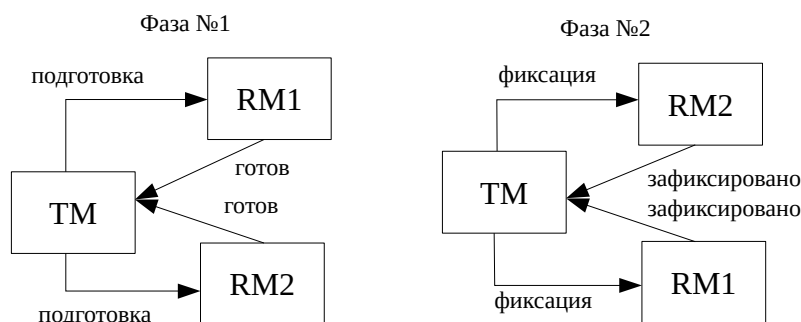 Фаза №1
подготовка
RM1
готов
TM
готов
RM2
подготовка
Фаза №2
фиксация
RM2
TM
зафиксировано
зафиксировано
RM1
фиксация